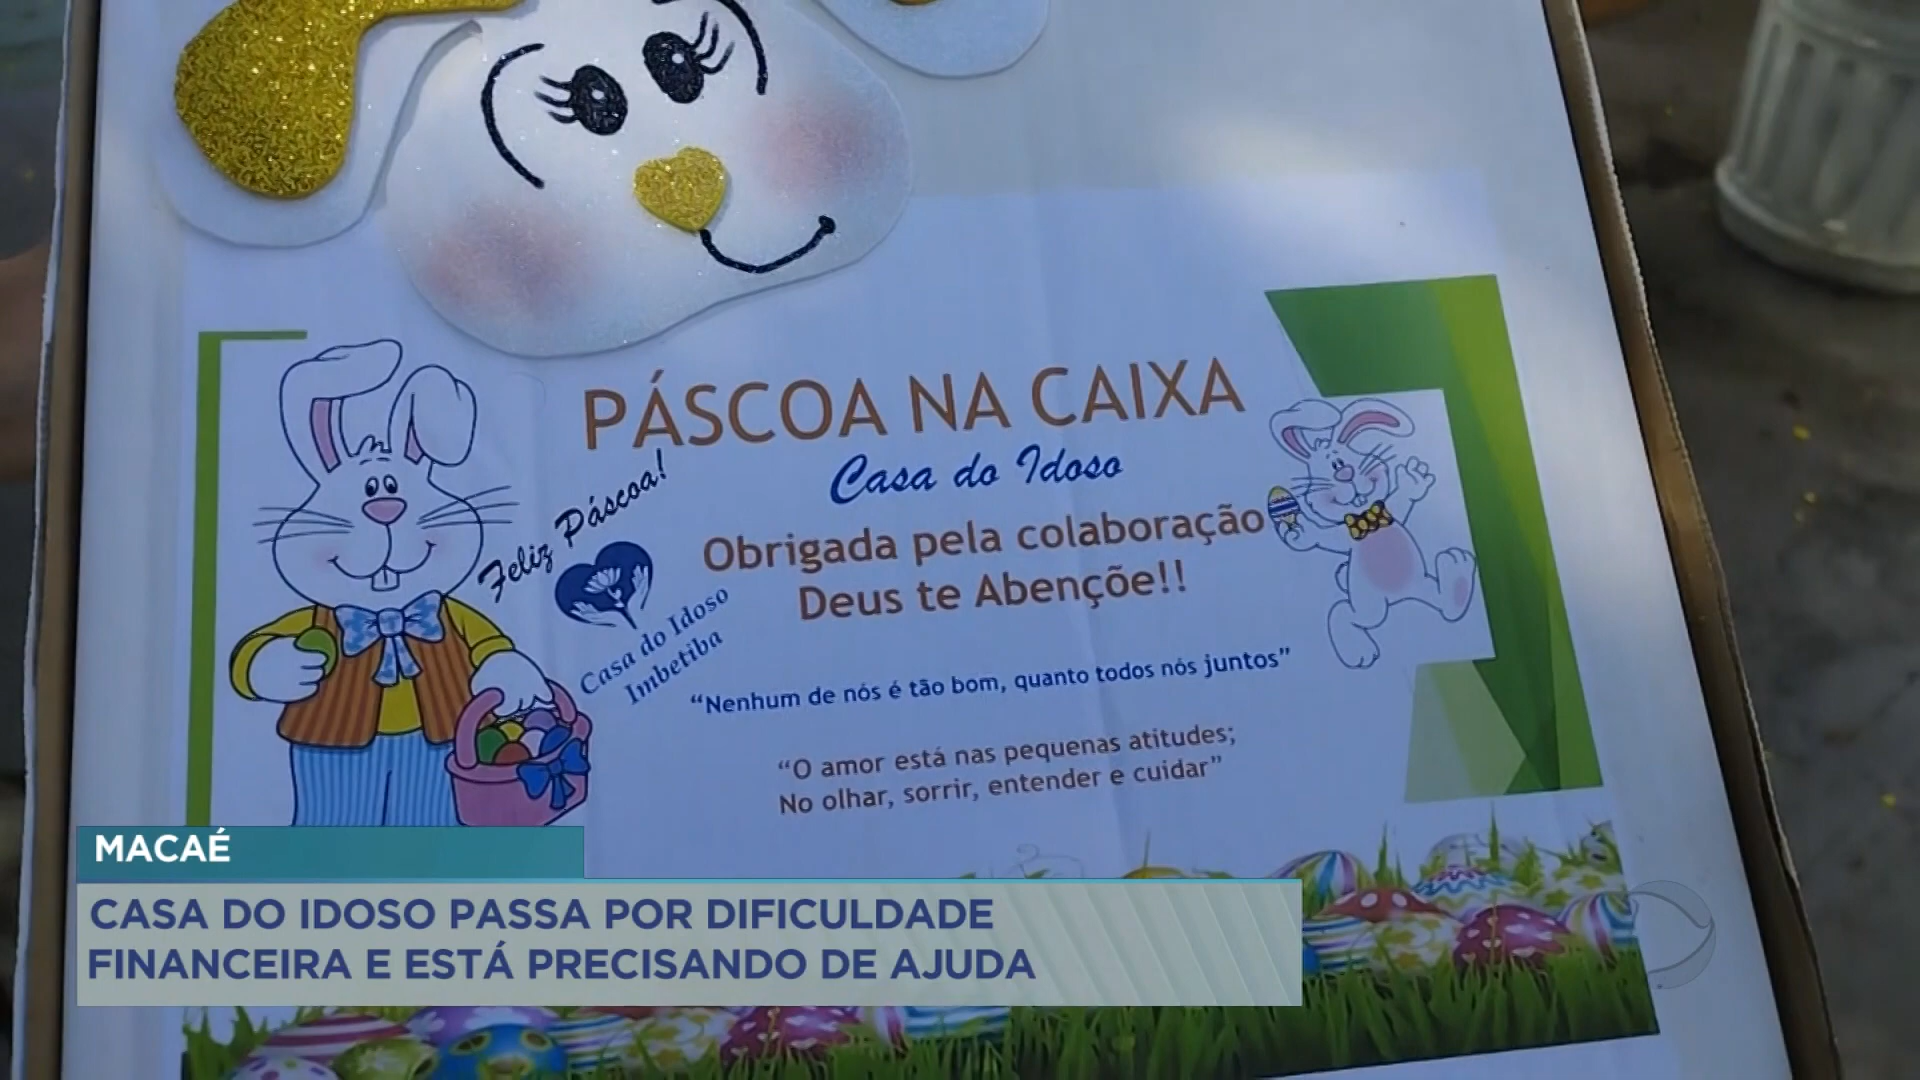 PÁSCOA NA CAIXA
Casa do Idoso
Feliz Páscoa!
Casa do Idoso
Imbetiba
Obrigada pela colaboração
Deus te Abençõe!!
“Nenhum de nós é tão bom, quanto todos nós juntos”
“O amor está nas pequenas atitudes;
No olhar, sorrir, entender e cuidar”
MACAÉ
CASA DO IDOSO PASSA POR DIFICULDADE
FINANCEIRA E ESTÁ PRECISANDO DE AJUDA